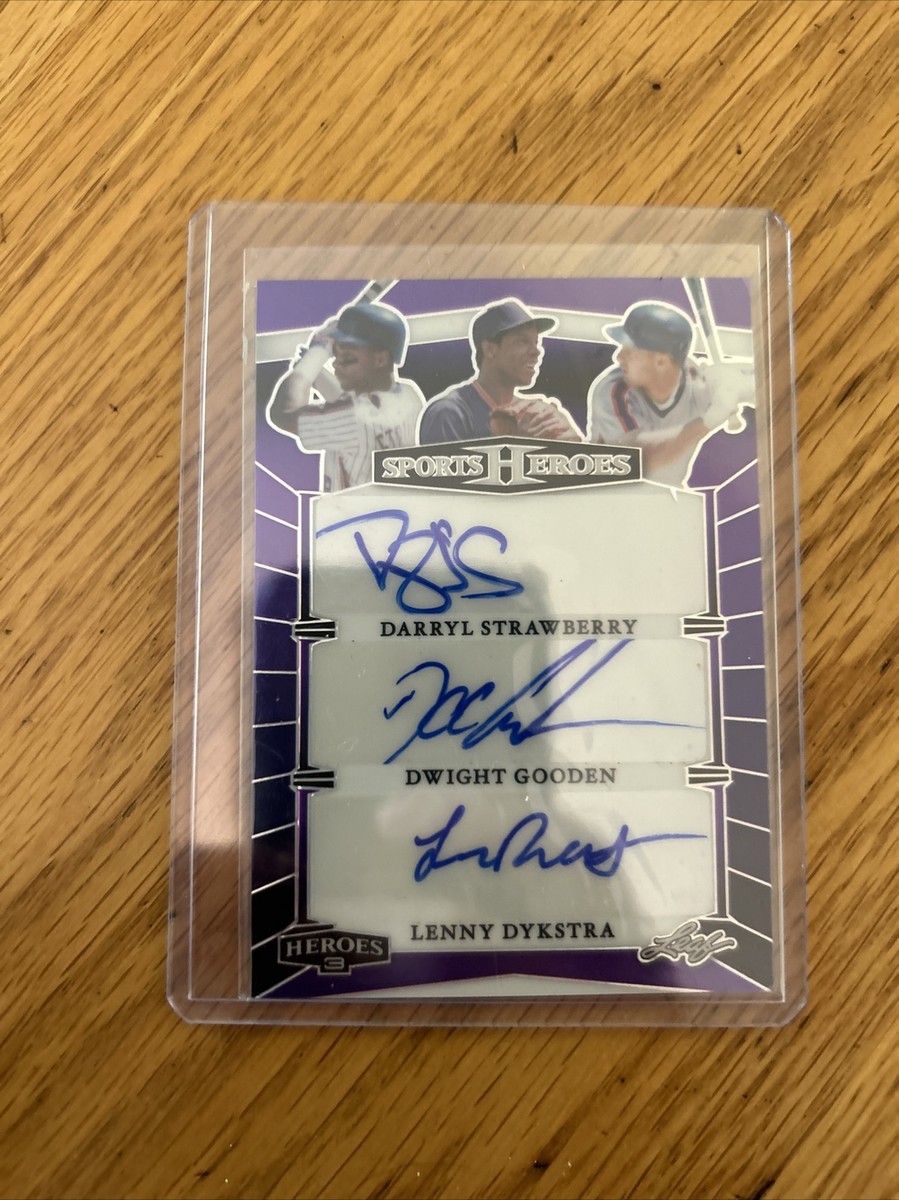 SPORTS HEROES
DARRYL STRAWBERRY
DWIGHT GOODEN
LENNY DYKSTRA
HEROES
3
Leaf